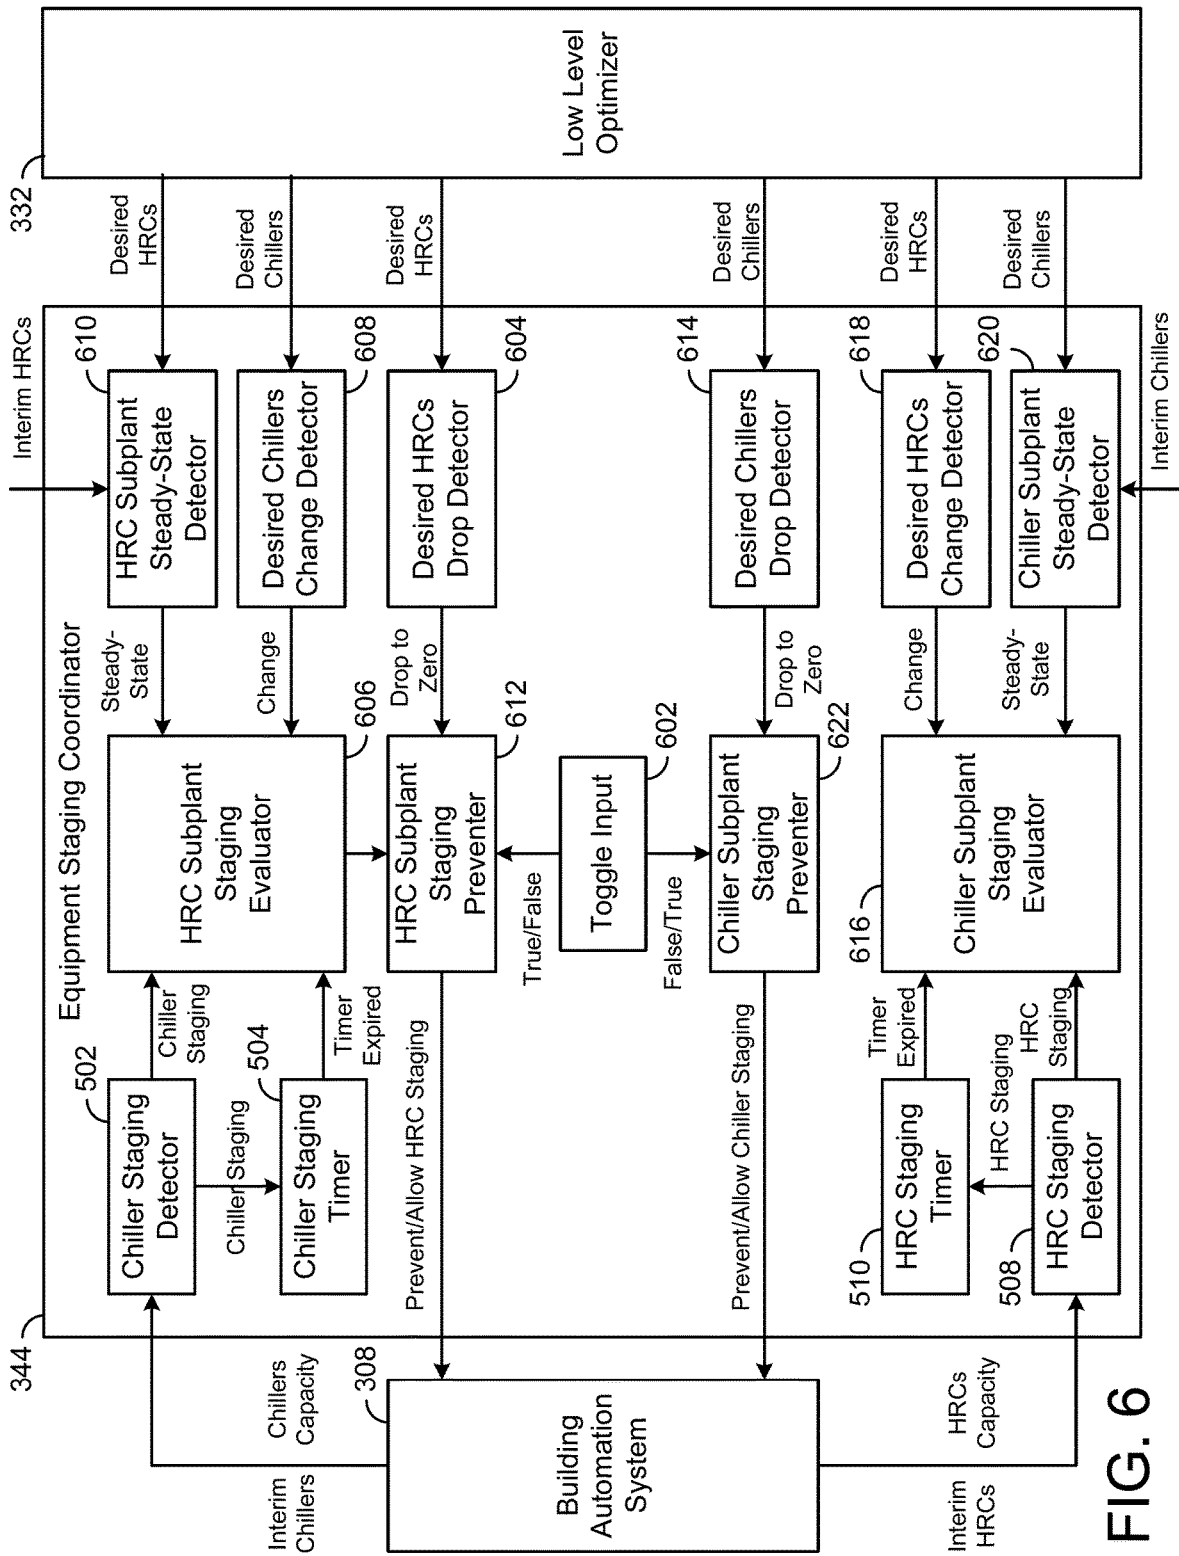 Interim HRCs
332
Low Level
Optimizer
Desired
HRCs
Desired
Chillers
Desired
HRCs
Desired
Chillers
Desired
HRCs
Desired
Chillers
Interim Chillers
344
Equipment Staging Coordinator
610
HRC Subplant
Steady-State
Detector
608
Desired Chillers
Change Detector
604
Desired HRCs
Drop Detector
614
Desired Chillers
Drop Detector
618
Desired HRCs
Change Detector
620
Chiller Subplant
Steady-State
Detector
Steady-
State
Change
Drop to
Zero
Drop to
Zero
Change
Steady-
State
606
HRC Subplant
Staging
Evaluator
612
HRC Subplant
Staging
Preventer
602
Toggle Input
True/False
False/True
622
Chiller Subplant
Staging
Preventer
616
Chiller Subplant
Staging
Evaluator
502
Chiller Staging
Detector
Chiller
Staging
Chiller Staging
504
Chiller Staging
Timer
Timer
Expired
Prevent/Allow HRC Staging
Prevent/Allow Chiller Staging
Timer
Expired
510
HRC Staging
Timer
HRC Staging
HRC
Staging
508
HRC Staging
Detector
Chillers
Capacity
Interim
Chillers
308
Building
Automation
System
HRCs
Capacity
Interim
HRCs
FIG. 6